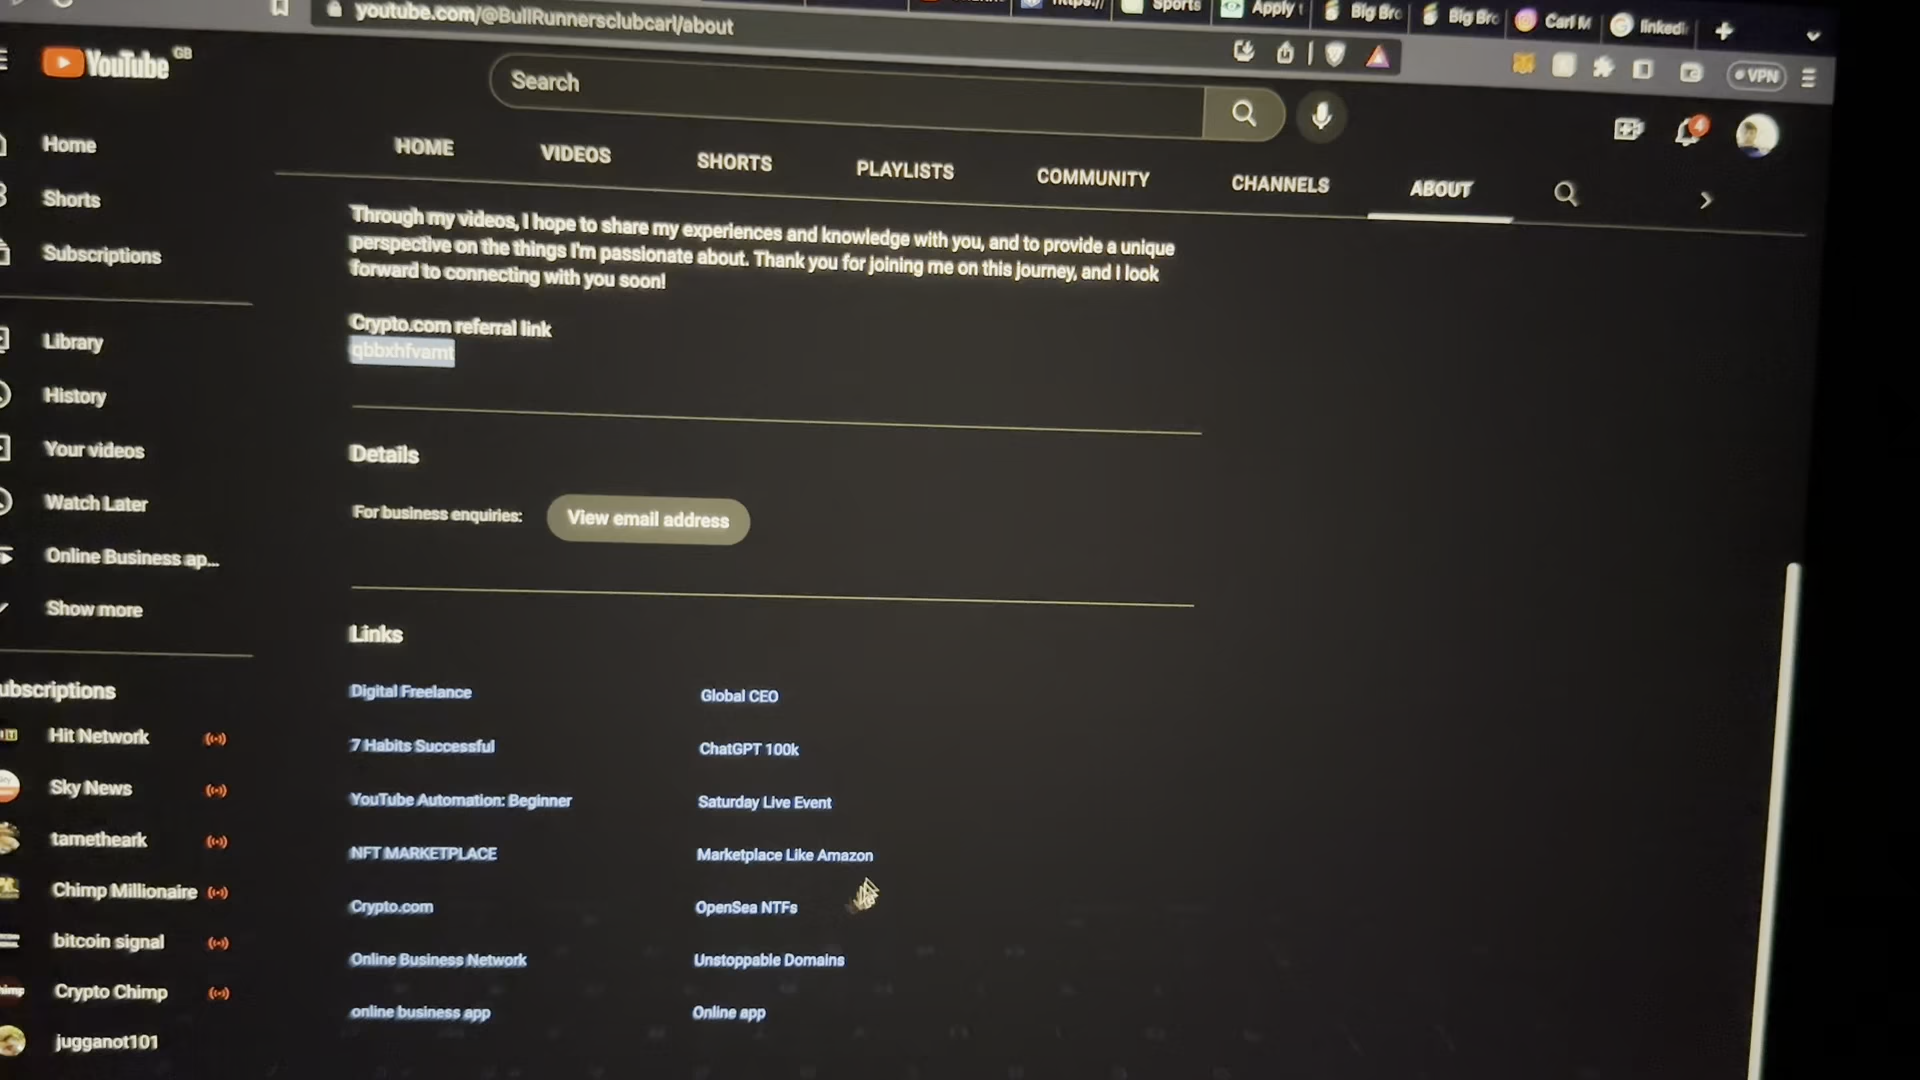 youtube.com/@BullRunnersclubcarl/about
Sports
Apply t
Big Bro
Big Bro
Carl M
linkedi
VPN
YouTube GB
Search
4
HOME
VIDEOS
SHORTS
PLAYLISTS
COMMUNITY
CHANNELS
ABOUT
Home
Shorts
Subscriptions
Library
History
Your videos
Watch Later
Online Business ap...
Show more
ubscriptions
Hit Network
Sky News
tametheark
Chimp Millionaire
bitcoin signal
Crypto Chimp
jugganot101
Through my videos, I hope to share my experiences and knowledge with you, and to provide a unique
perspective on the things I'm passionate about. Thank you for joining me on this journey, and I look
forward to connecting with you soon!
Crypto.com referral link
qbbxhfvamt
Details
For business enquiries:
View email address
Links
Digital Freelance
Global CEO
7 Habits Successful
ChatGPT 100k
YouTube Automation: Beginner
Saturday Live Event
NFT MARKETPLACE
Marketplace Like Amazon
Crypto.com
OpenSea NTFs
Online Business Network
Unstoppable Domains
online business app
Online app